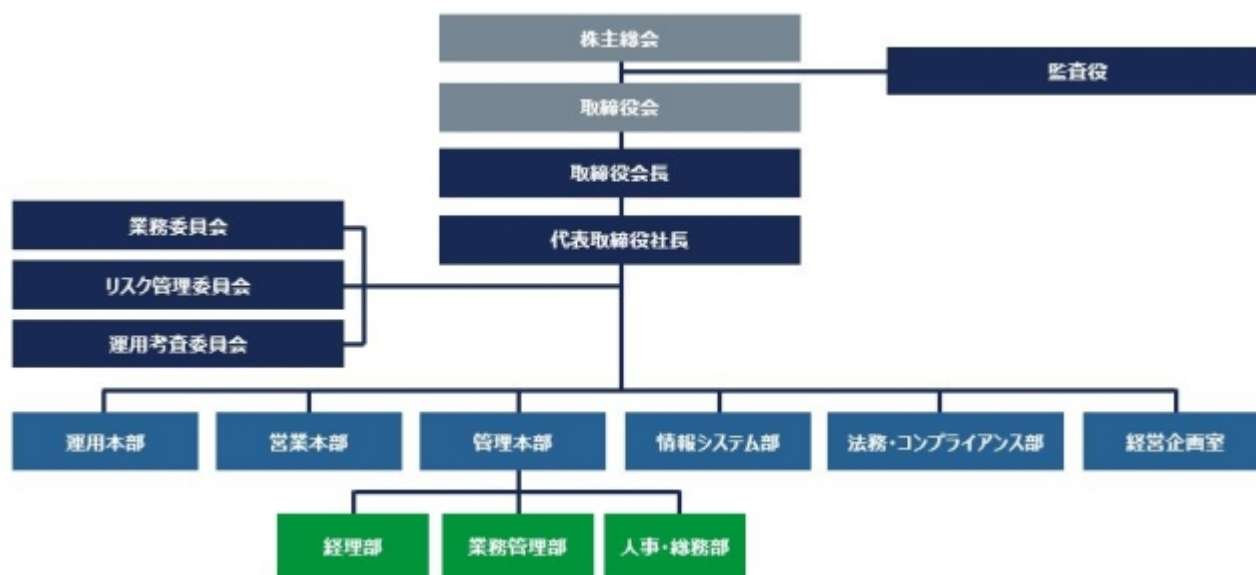 株主総会
監査役
取締役会
取締役会長
業務委員会
代表取締役社長
リスク管理委員会
運用考査委員会
運用本部
営業本部
管理本部
情報システム部
法務・コンプライアンス部
経営企画室
経理部
業務管理部
人事・総務部